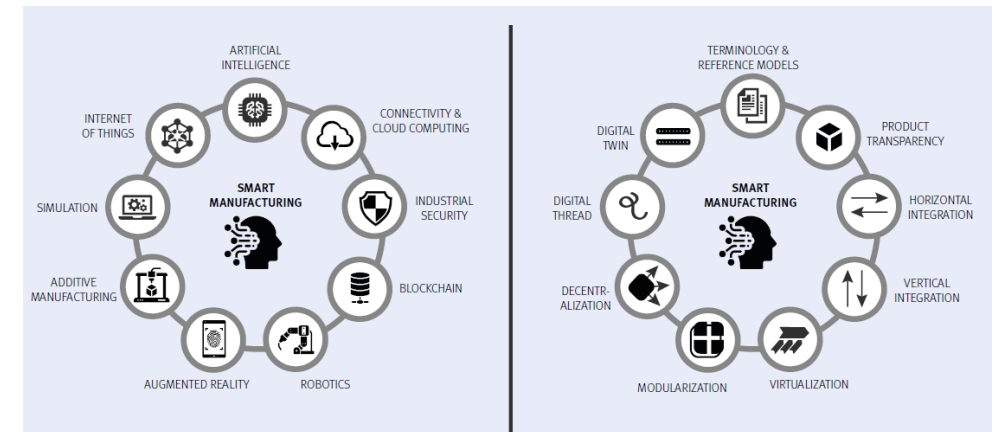 ARTIFICIAL
INTELLIGENCE
CONNECTIVITY &
CLOUD COMPUTING
INDUSTRIAL
SECURITY
BLOCKCHAIN
ROBOTICS
AUGMENTED REALITY
ADDITIVE
MANUFACTURING
SIMULATION
INTERNET
OF THINGS
SMART
MANUFACTURING
TERMINOLOGY &
REFERENCE MODELS
PRODUCT
TRANSPARENCY
HORIZONTAL
INTEGRATION
VERTICAL
INTEGRATION
VIRTUALIZATION
MODULARIZATION
DECENTR-
ALIZATION
DIGITAL
THREAD
DIGITAL
TWIN
SMART
MANUFACTURING